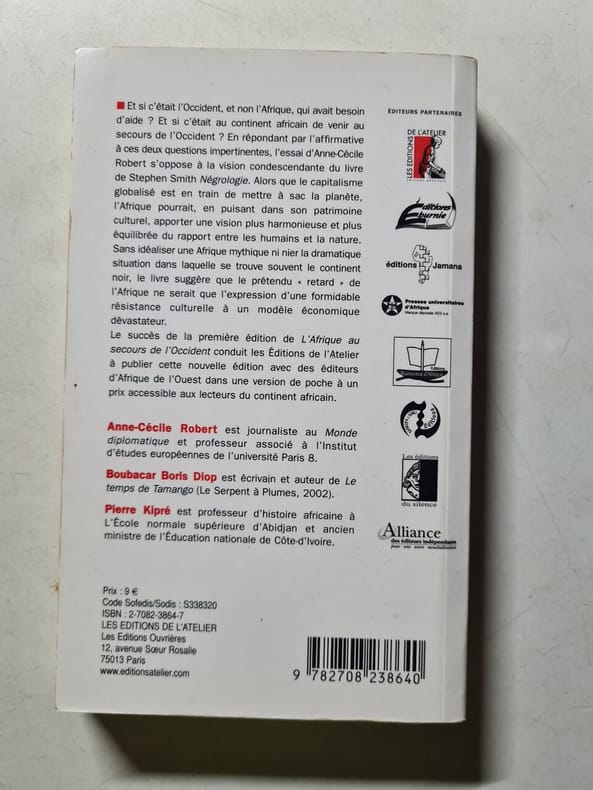 Et si c'était l'Occident, et non l'Afrique, qui avait besoin
d'aide ? Et si c'était au continent africain de venir au
secours de l'Occident ? En répondant par l'affirmative
à ces deux questions impertinentes, l'essai d'Anne-Cécile
Robert s'oppose à la vision condescendante du livre
de Stephen Smith Négrologie. Alors que le capitalisme
globalisé est en train de mettre à sac la planète,
l'Afrique pourrait, en puisant dans son patrimoine
culturel, apporter une vision plus harmonieuse et plus
équilibrée du rapport entre les humains et la nature.
Sans idéaliser une Afrique mythique ni nier la dramatique
situation dans laquelle se trouve souvent le continent
noir, le livre suggère que le prétendu « retard » de
l'Afrique ne serait que l'expression d'une formidable
résistance culturelle à un modèle économique
dévastateur.
Le succès de la première édition de L'Afrique au
secours de l'Occident conduit les Éditions de l'Atelier
à publier cette nouvelle édition avec des éditeurs
d'Afrique de l'Ouest dans une version de poche à un
prix accessible aux lecteurs du continent africain.
Anne-Cécile Robert est journaliste au Monde
diplomatique et professeur associé à l'Institut
d'études européennes de l'université Paris 8.
Boubacar Boris Diop est écrivain et auteur de Le
temps de Tamango (Le Serpent à Plumes, 2002).
Pierre Kipré est professeur d'histoire africaine à
L'École normale supérieure d'Abidjan et ancien
ministre de l'Éducation nationale de Côte-d'Ivoire.
Prix : 9 €
Code Sofedis/Sodis : S338320
ISBN : 2-7082-3864-7
LES EDITIONS DE L'ATELIER
Les Editions Ouvrières
12, avenue Sœur Rosalie
75013 Paris
www.editionsatelier.com
9 782708 238640
ÉDITEURS PARTENAIRES
LES EDITIONS DE L'ATELIER
Editions Eburnie
éditions Jamana
Presses universitaires
d'Afrique
Editions
Les éditions
du silence
Alliance
des éditeurs indépendants
pour une autre mondialisation